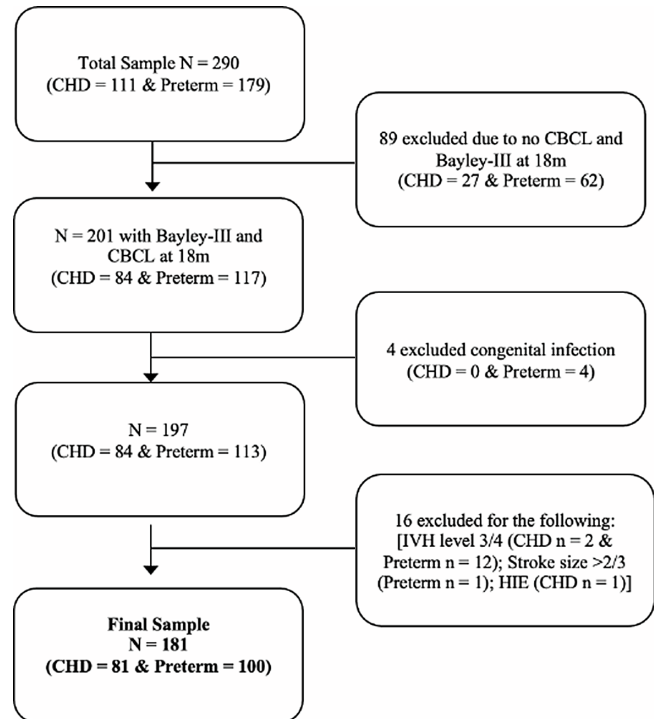 Total Sample N = 290
(CHD = 111 & Preterm = 179)
89 excluded due to no CBCL and
Bayley-III at 18m
(CHD = 27 & Preterm = 62)
N = 201 with Bayley-III and
CBCL at 18m
(CHD = 84 & Preterm = 117)
4 excluded congenital infection
(CHD = 0 & Preterm = 4)
N = 197
(CHD = 84 & Preterm = 113)
16 excluded for the following:
[IVH level 3/4 (CHD n = 2 &
Preterm n = 12); Stroke size >2/3
(Preterm n = 1); HIE (CHD n = 1)]
Final Sample
N = 181
(CHD = 81 & Preterm = 100)